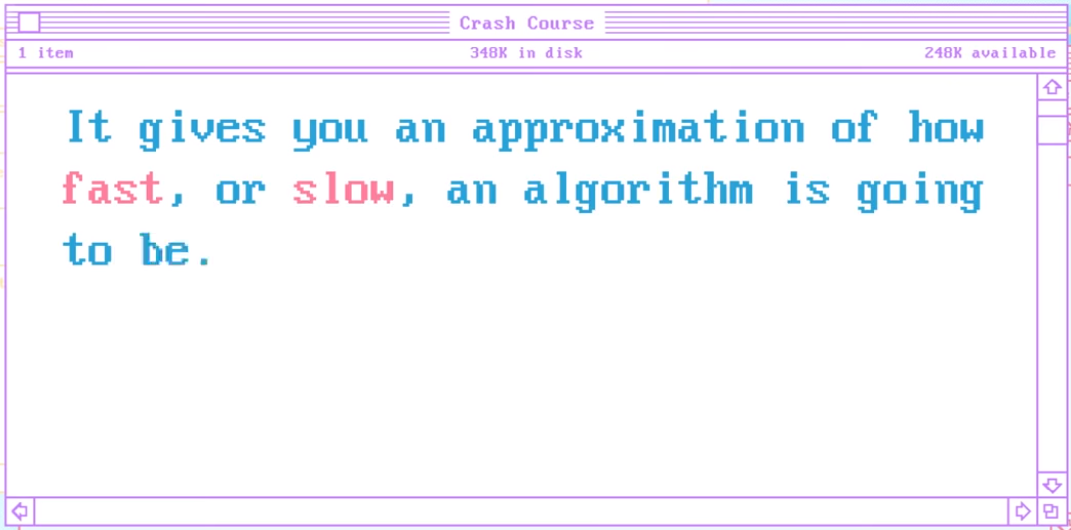 Crash Course
1 item 348K in disk 248K available
It gives you an approximation of how
fast, or slow, an algorithm is going
to be.